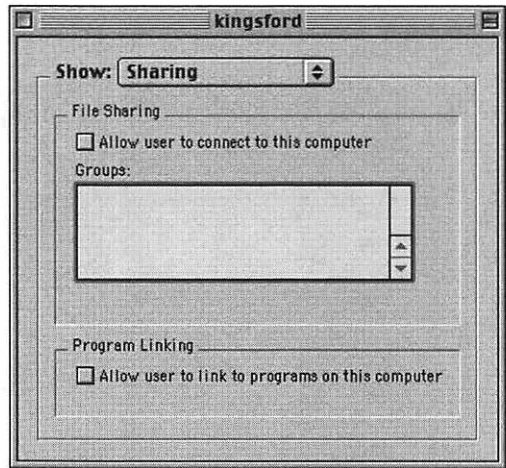 kingsford
Show: Sharing
File Sharing
Allow user to connect to this computer
Groups:
Program Linking
Allow user to link to programs on this computer